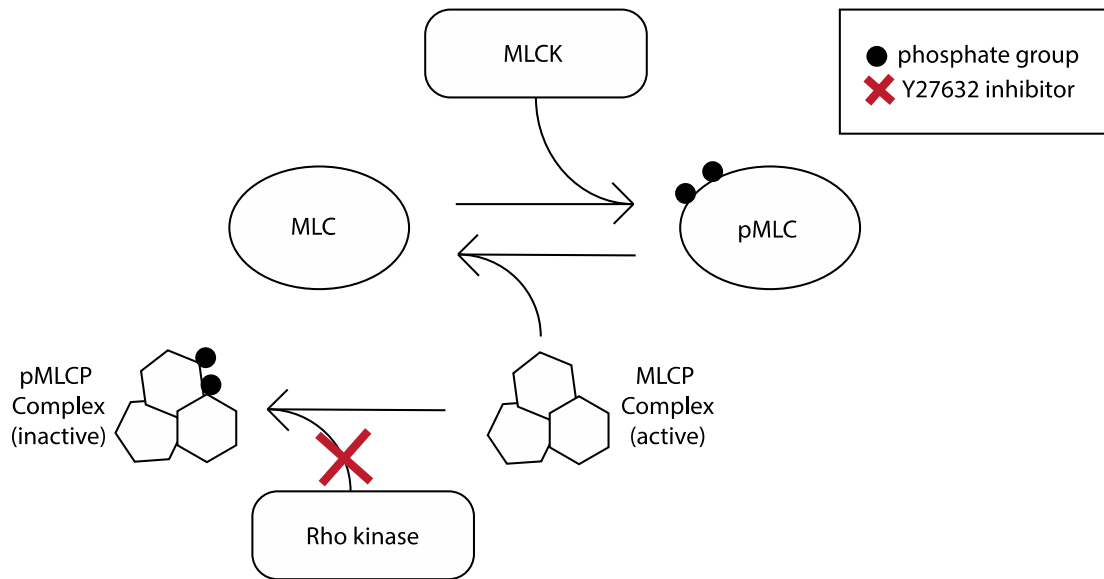 MLCK
phosphate group
Y27632 inhibitor
MLC
pMLC
pMLCP
Complex
(inactive)
MLCP
Complex
(active)
Rho kinase